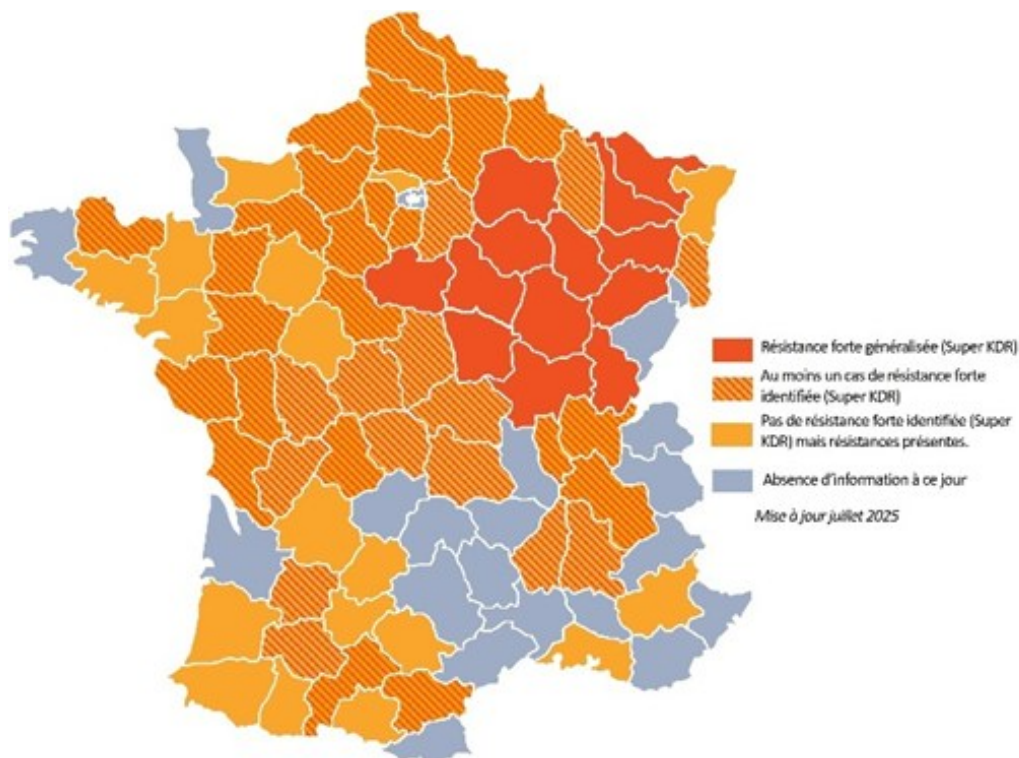 Résistance forte généralisée (Super KDR)
Au moins un cas de résistance forte
identifiée (Super KDR)
Pas de résistance forte identifiée (Super
KDR) mais résistances présentes.
Absence d'information à ce jour
Mise à jour juillet 2025